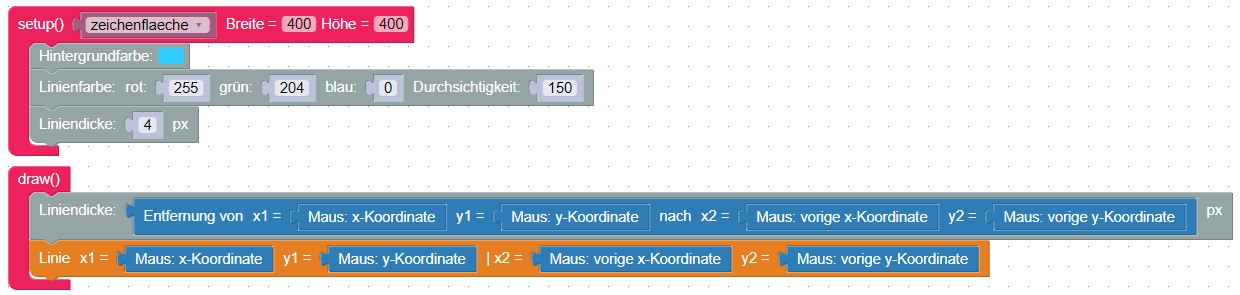 setup() zeichenflaeche Breite = 400 Höhe = 400
Hintergrundfarbe:
Linienfarbe: rot: 255 grün: 204 blau: 0 Durchsichtigkeit: 150
Liniendicke: 4 px
draw()
Liniendicke: Entfernung von x1 = Maus: x-Koordinate y1 = Maus: y-Koordinate nach x2 = Maus: vorige x-Koordinate y2 = Maus: vorige y-Koordinate px
Linie x1 = Maus: x-Koordinate y1 = Maus: y-Koordinate | x2 = Maus: vorige x-Koordinate y2 = Maus: vorige y-Koordinate